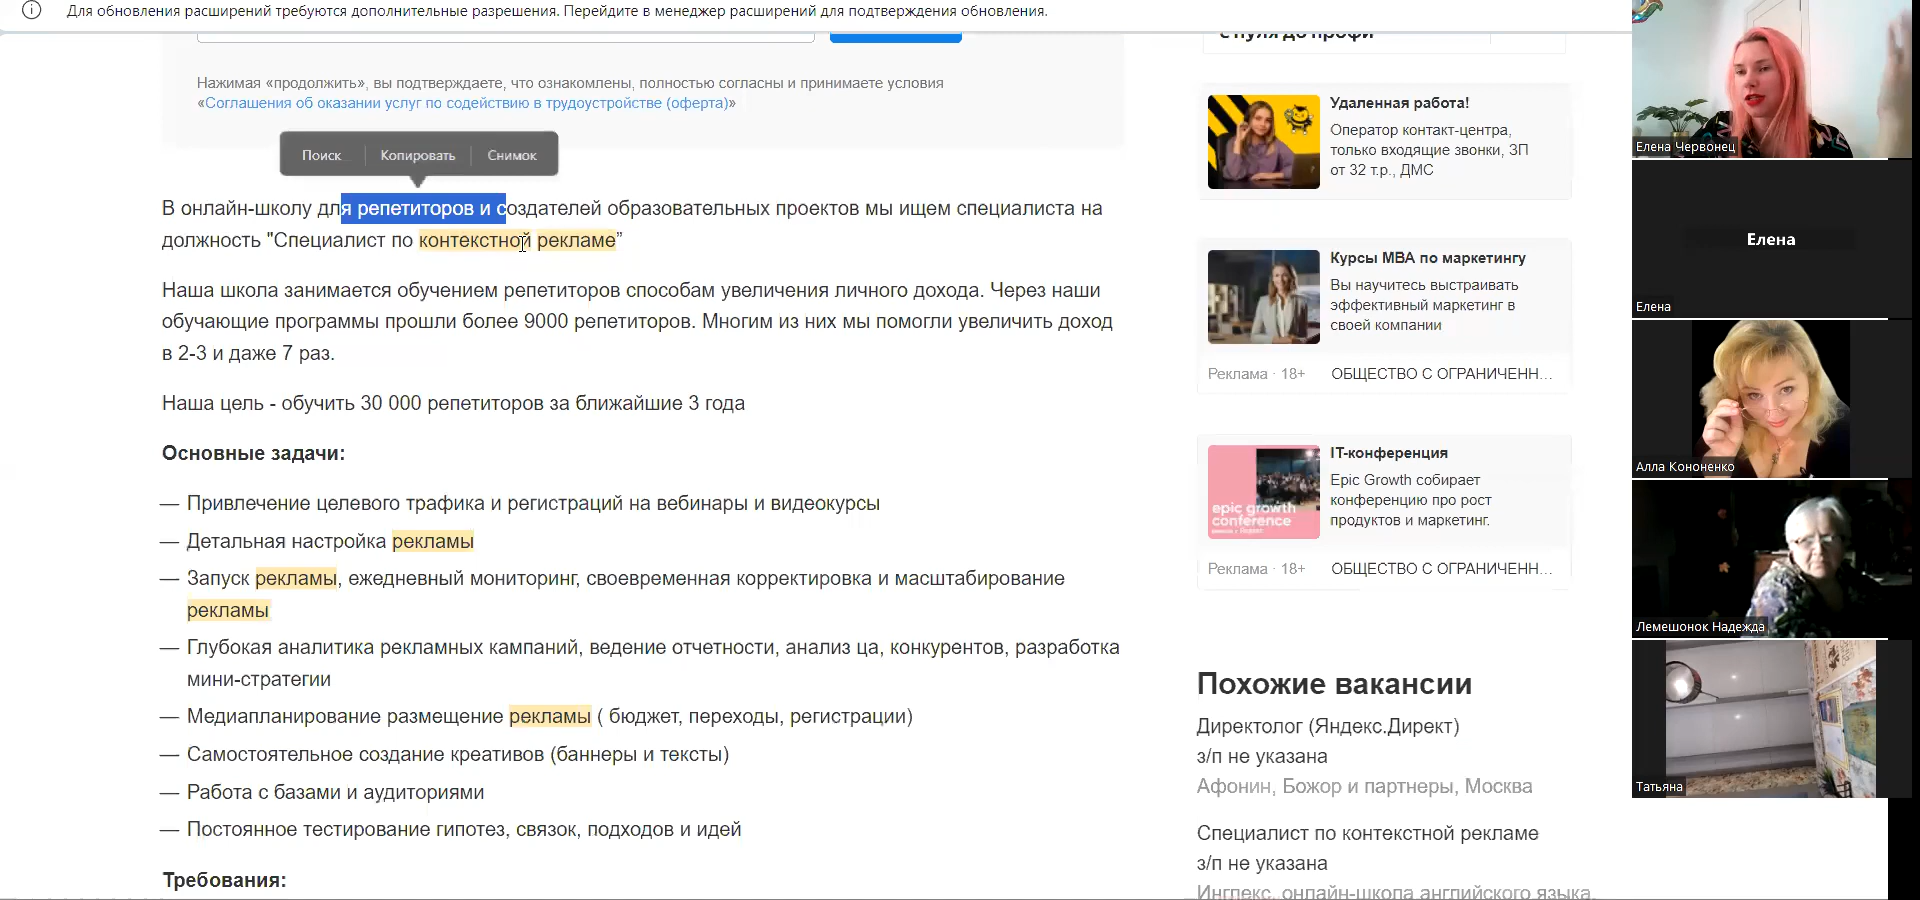 Для обновления расширений требуются дополнительные разрешения. Перейдите в менеджер расширений для подтверждения обновления.
Нажимая «продолжить», вы подтверждаете, что ознакомлены, полностью согласны и принимаете условия
«Соглашения об оказании услуг по содействию в трудоустройстве (оферта)»
Поиск
Копировать
Снимок
В онлайн-школу для репетиторов и создателей образовательных проектов мы ищем специалиста на
должность "Специалист по контекстной рекламе”
Наша школа занимается обучением репетиторов способам увеличения личного дохода. Через наши
обучающие программы прошли более 9000 репетиторов. Многим из них мы помогли увеличить доход
в 2-3 и даже 7 раз.
Наша цель - обучить 30 000 репетиторов за ближайшие 3 года
Основные задачи:
— Привлечение целевого трафика и регистраций на вебинары и видеокурсы
— Детальная настройка рекламы
— Запуск рекламы, ежедневный мониторинг, своевременная корректировка и масштабирование
рекламы
— Глубокая аналитика рекламных кампаний, ведение отчетности, анализ ца, конкурентов, разработка
мини-стратегии
— Медиапланирование размещение рекламы ( бюджет, переходы, регистрации)
— Самостоятельное создание креативов (баннеры и тексты)
— Работа с базами и аудиториями
— Постоянное тестирование гипотез, связок, подходов и идей
Требования:
с нуля до профи
Удаленная работа!
Оператор контакт-центра,
только входящие звонки, ЗП
от 32 т.р., ДМС
Курсы MBA по маркетингу
Вы научитесь выстраивать
эффективный маркетинг в
своей компании
Реклама · 18+
ОБЩЕСТВО С ОГРАНИЧЕНН...
epic growth
conference
IT-конференция
Epic Growth собирает
конференцию про рост
продуктов и маркетинг.
Реклама · 18+
ОБЩЕСТВО С ОГРАНИЧЕНН...
Похожие вакансии
Директолог (Яндекс.Директ)
з/п не указана
Афонин, Божор и партнеры, Москва
Специалист по контекстной рекламе
з/п не указана
Инглекс, онлайн-школа английского языка,
Елена Червонец
Елена
Елена
Алла Кононенко
Лемешонок Надежда
Татьяна